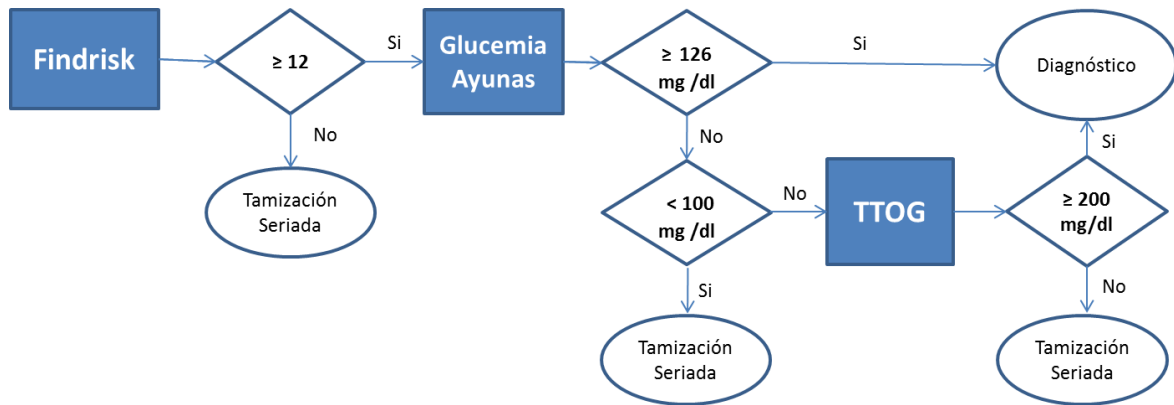 Findrisk
≥ 12
Si
Glucemia
Ayunas
≥ 126
mg /dl
Si
Diagnóstico
No
No
Si
Tamización
Seriada
< 100
mg /dl
No
TTOG
≥ 200
mg/dl
Si
No
Tamización
Seriada
Tamización
Seriada